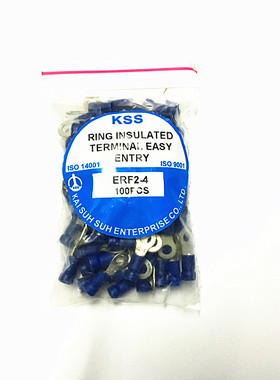 KSS
RING INSULATED
TERMINAL EASY
ENTRY
ISO 14001
ISO 9001
ERF2-4
100PCS
KAI SUH SUH ENTERPRISE CO., LTD.